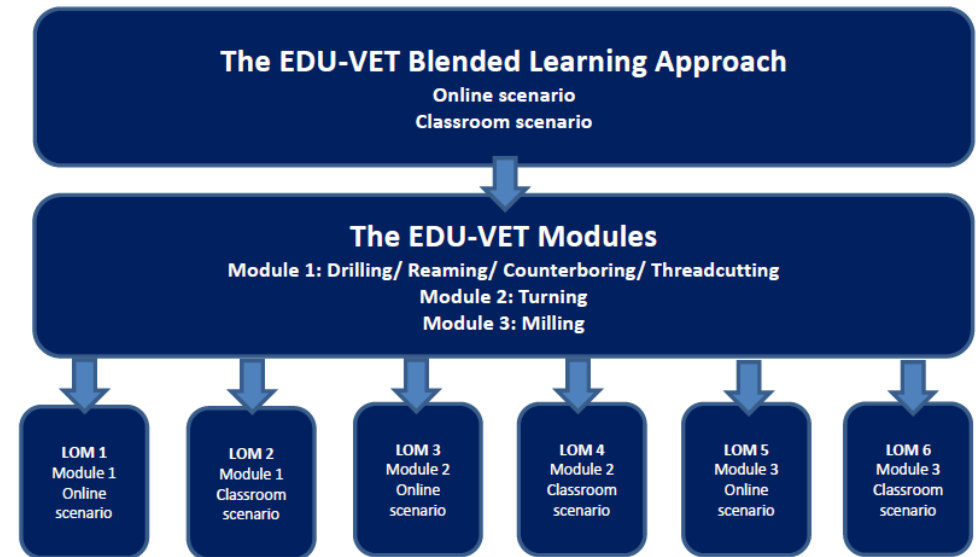 The EDU-VET Blended Learning Approach
Online scenario
Classroom scenario
The EDU-VET Modules
Module 1: Drilling/ Reaming/ Counterboring/ Threadcutting
Module 2: Turning
Module 3: Milling
LOM 1
Module 1
Online
scenario
LOM 2
Module 1
Classroom
scenario
LOM 3
Module 2
Online
scenario
LOM 4
Module 2
Classroom
scenario
LOM 5
Module 3
Online
scenario
LOM 6
Module 3
Classroom
scenario